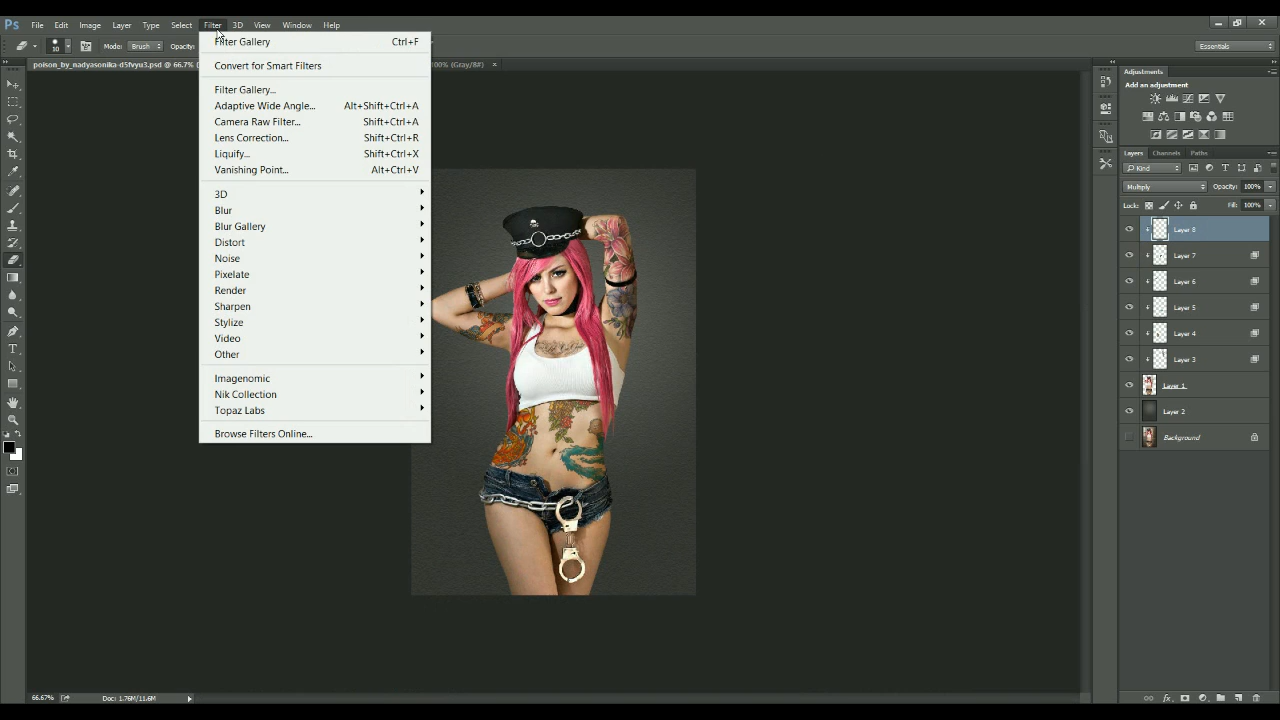 Ps File Edit Image Layer Type Select Filter 3D View Window Help
10 Mode: Brush Opacity: Essentials
poison_by_nadyasonika-d5fvyu3.psd @ 66.7% 100% (Gray/8#) ×
Filter Gallery Ctrl+F
Convert for Smart Filters
Filter Gallery...
Adaptive Wide Angle... Alt+Shift+Ctrl+A
Camera Raw Filter... Shift+Ctrl+A
Lens Correction... Shift+Ctrl+R
Liquify... Shift+Ctrl+X
Vanishing Point... Alt+Ctrl+V
3D
Blur
Blur Gallery
Distort
Noise
Pixelate
Render
Sharpen
Stylize
Video
Other
Imagenomic
Nik Collection
Topaz Labs
Browse Filters Online...
Adjustments
Add an adjustment
Layers Channels Paths
Kind
Multiply Opacity: 100%
Lock: Fill: 100%
Layer 8
Layer 7
Layer 6
Layer 5
Layer 4
Layer 3
Layer 1
Layer 2
Background
66.67% Doc: 1.76M/11.6M